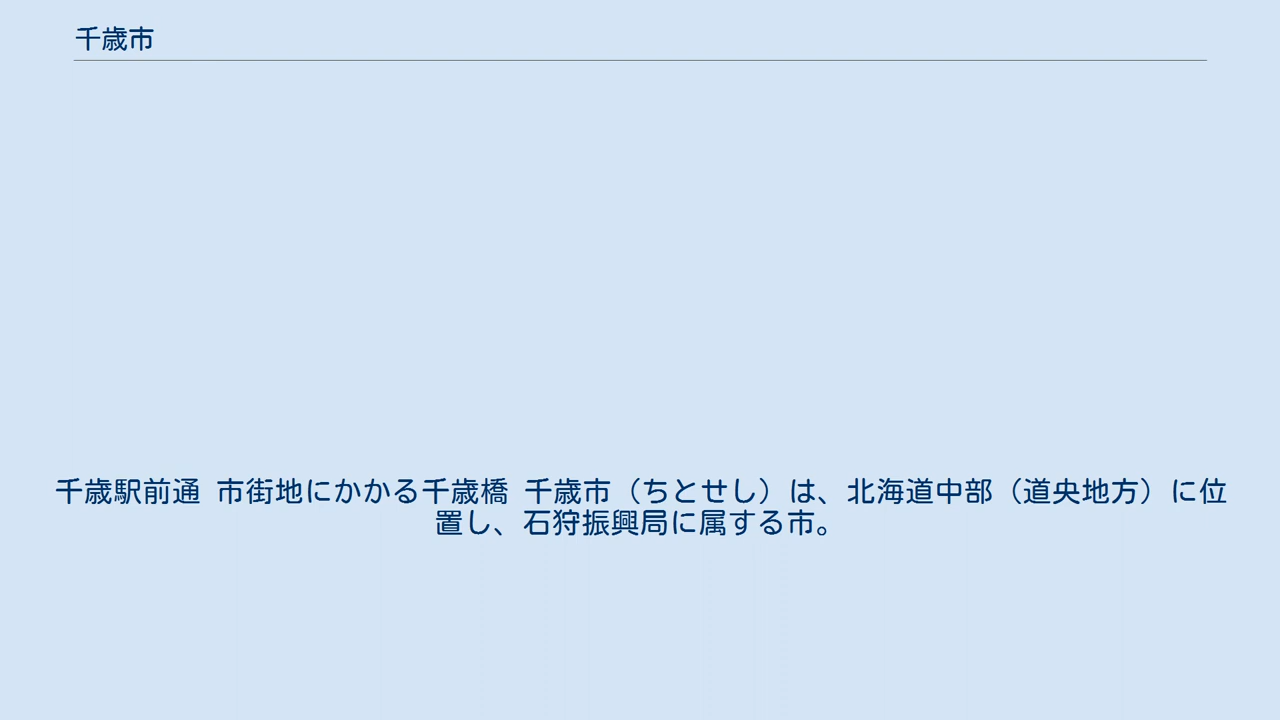 千歳市
千歳駅前通 市街地にかかる千歳橋 千歳市（ちとせし）は、北海道中部（道央地方）に位
置し、石狩振興局に属する市。